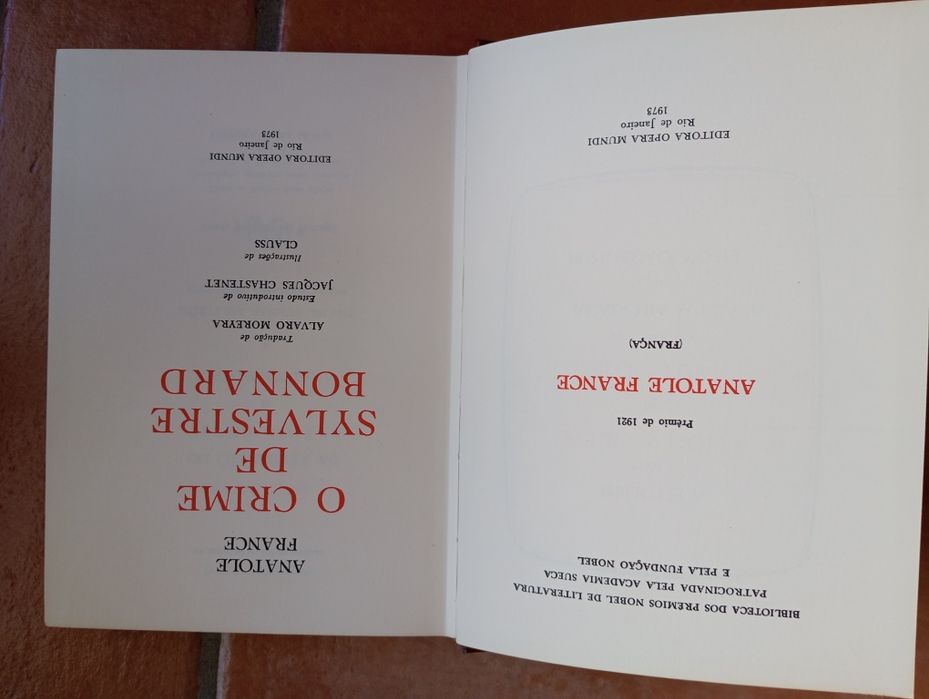 BIBLIOTECA DOS PRÊMIOS NOBEL DE LITERATURA
PATROCINADA PELA ACADEMIA SUECA
E PELA FUNDAÇÃO NOBEL
Prêmio de 1921
ANATOLE FRANCE
(FRANÇA)
EDITORA OPERA MUNDI
Rio de Janeiro
1973
ANATOLE
FRANCE
O CRIME
DE
SYLVESTRE
BONNARD
Tradução de
ALVARO MOREYRA
Estudo introdutivo de
JACQUES CHASTENET
Ilustrações de
CLAUSS
EDITORA OPERA MUNDI
Rio de Janeiro
1973